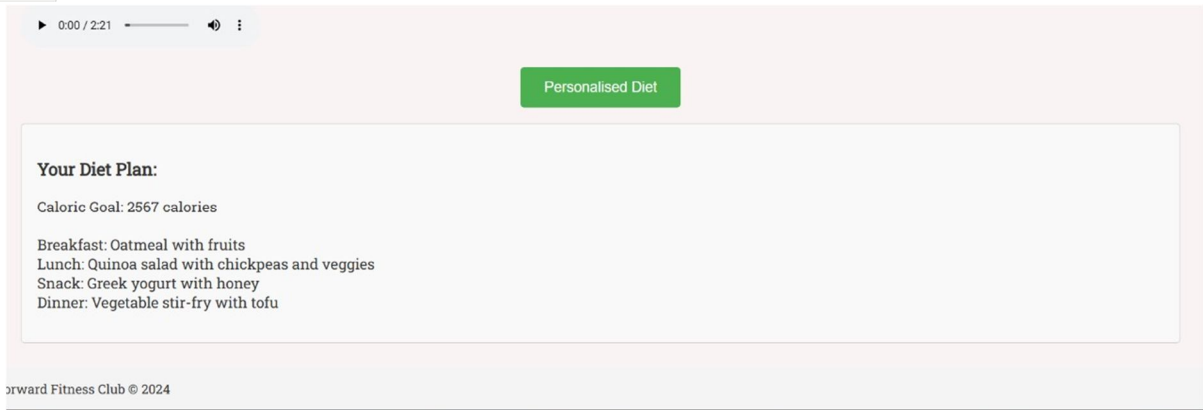 0:00 / 2:21
Personalised Diet
Your Diet Plan:
Caloric Goal: 2567 calories
Breakfast: Oatmeal with fruits
Lunch: Quinoa salad with chickpeas and veggies
Snack: Greek yogurt with honey
Dinner: Vegetable stir-fry with tofu
orward Fitness Club © 2024